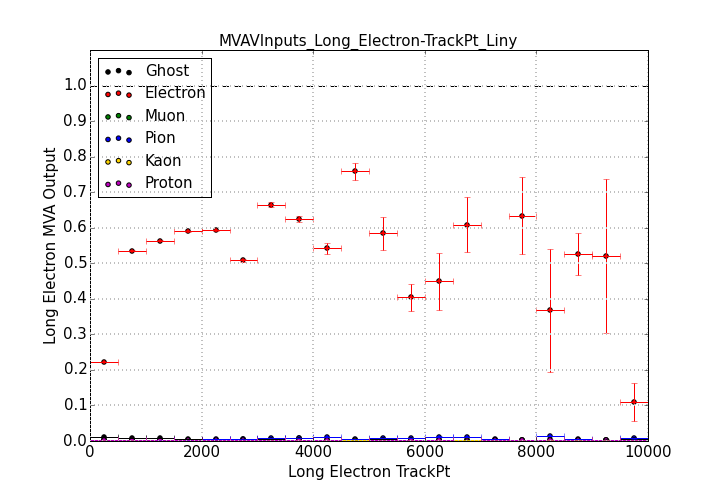 MVAVInputs_Long_Electron-TrackPt_Liny
1.0
0.9
0.8
0.7
0.6
0.5
0.4
0.3
0.2
0.1
0.0
Long Electron MVA Output
Ghost
Electron
Muon
Pion
Kaon
Proton
0 2000 4000 6000 8000 10000
Long Electron TrackPt